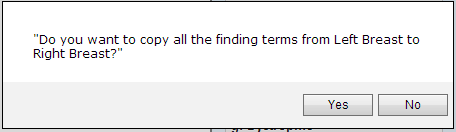 "Do you want to copy all the finding terms from Left Breast to
Right Breast?"
Yes
No